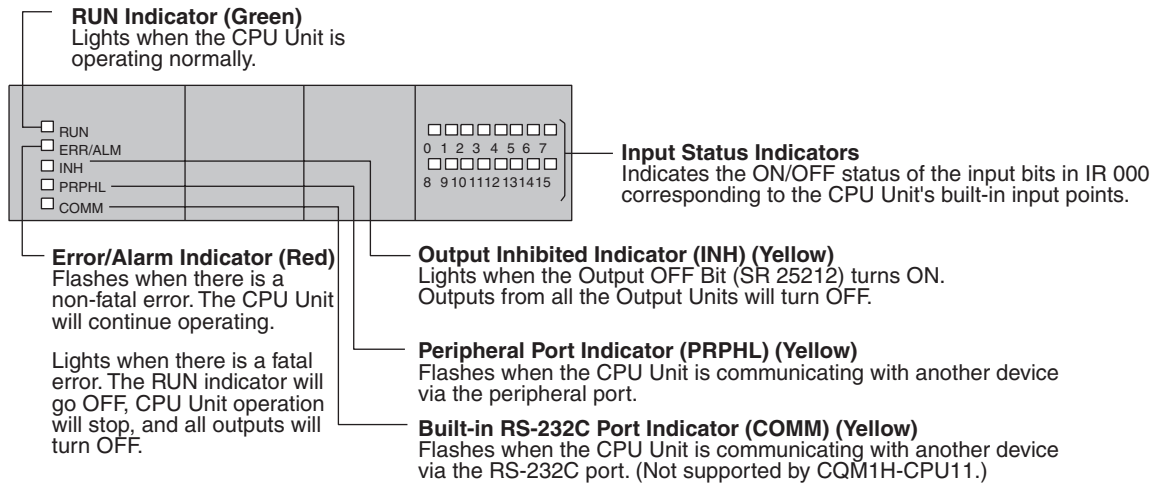 RUN Indicator (Green)
Lights when the CPU Unit is
operating normally.
RUN
ERR/ALM
INH
PRPHL
COMM
0 1 2 3 4 5 6 7
8 9 10 11 12 13 14 15
Input Status Indicators
Indicates the ON/OFF status of the input bits in IR 000
corresponding to the CPU Unit's built-in input points.
Error/Alarm Indicator (Red)
Flashes when there is a
non-fatal error. The CPU Unit
will continue operating.
Lights when there is a fatal
error. The RUN indicator will
go OFF, CPU Unit operation
will stop, and all outputs will
turn OFF.
Output Inhibited Indicator (INH) (Yellow)
Lights when the Output OFF Bit (SR 25212) turns ON.
Outputs from all the Output Units will turn OFF.
Peripheral Port Indicator (PRPHL) (Yellow)
Flashes when the CPU Unit is communicating with another device
via the peripheral port.
Built-in RS-232C Port Indicator (COMM) (Yellow)
Flashes when the CPU Unit is communicating with another device
via the RS-232C port. (Not supported by CQM1H-CPU11.)